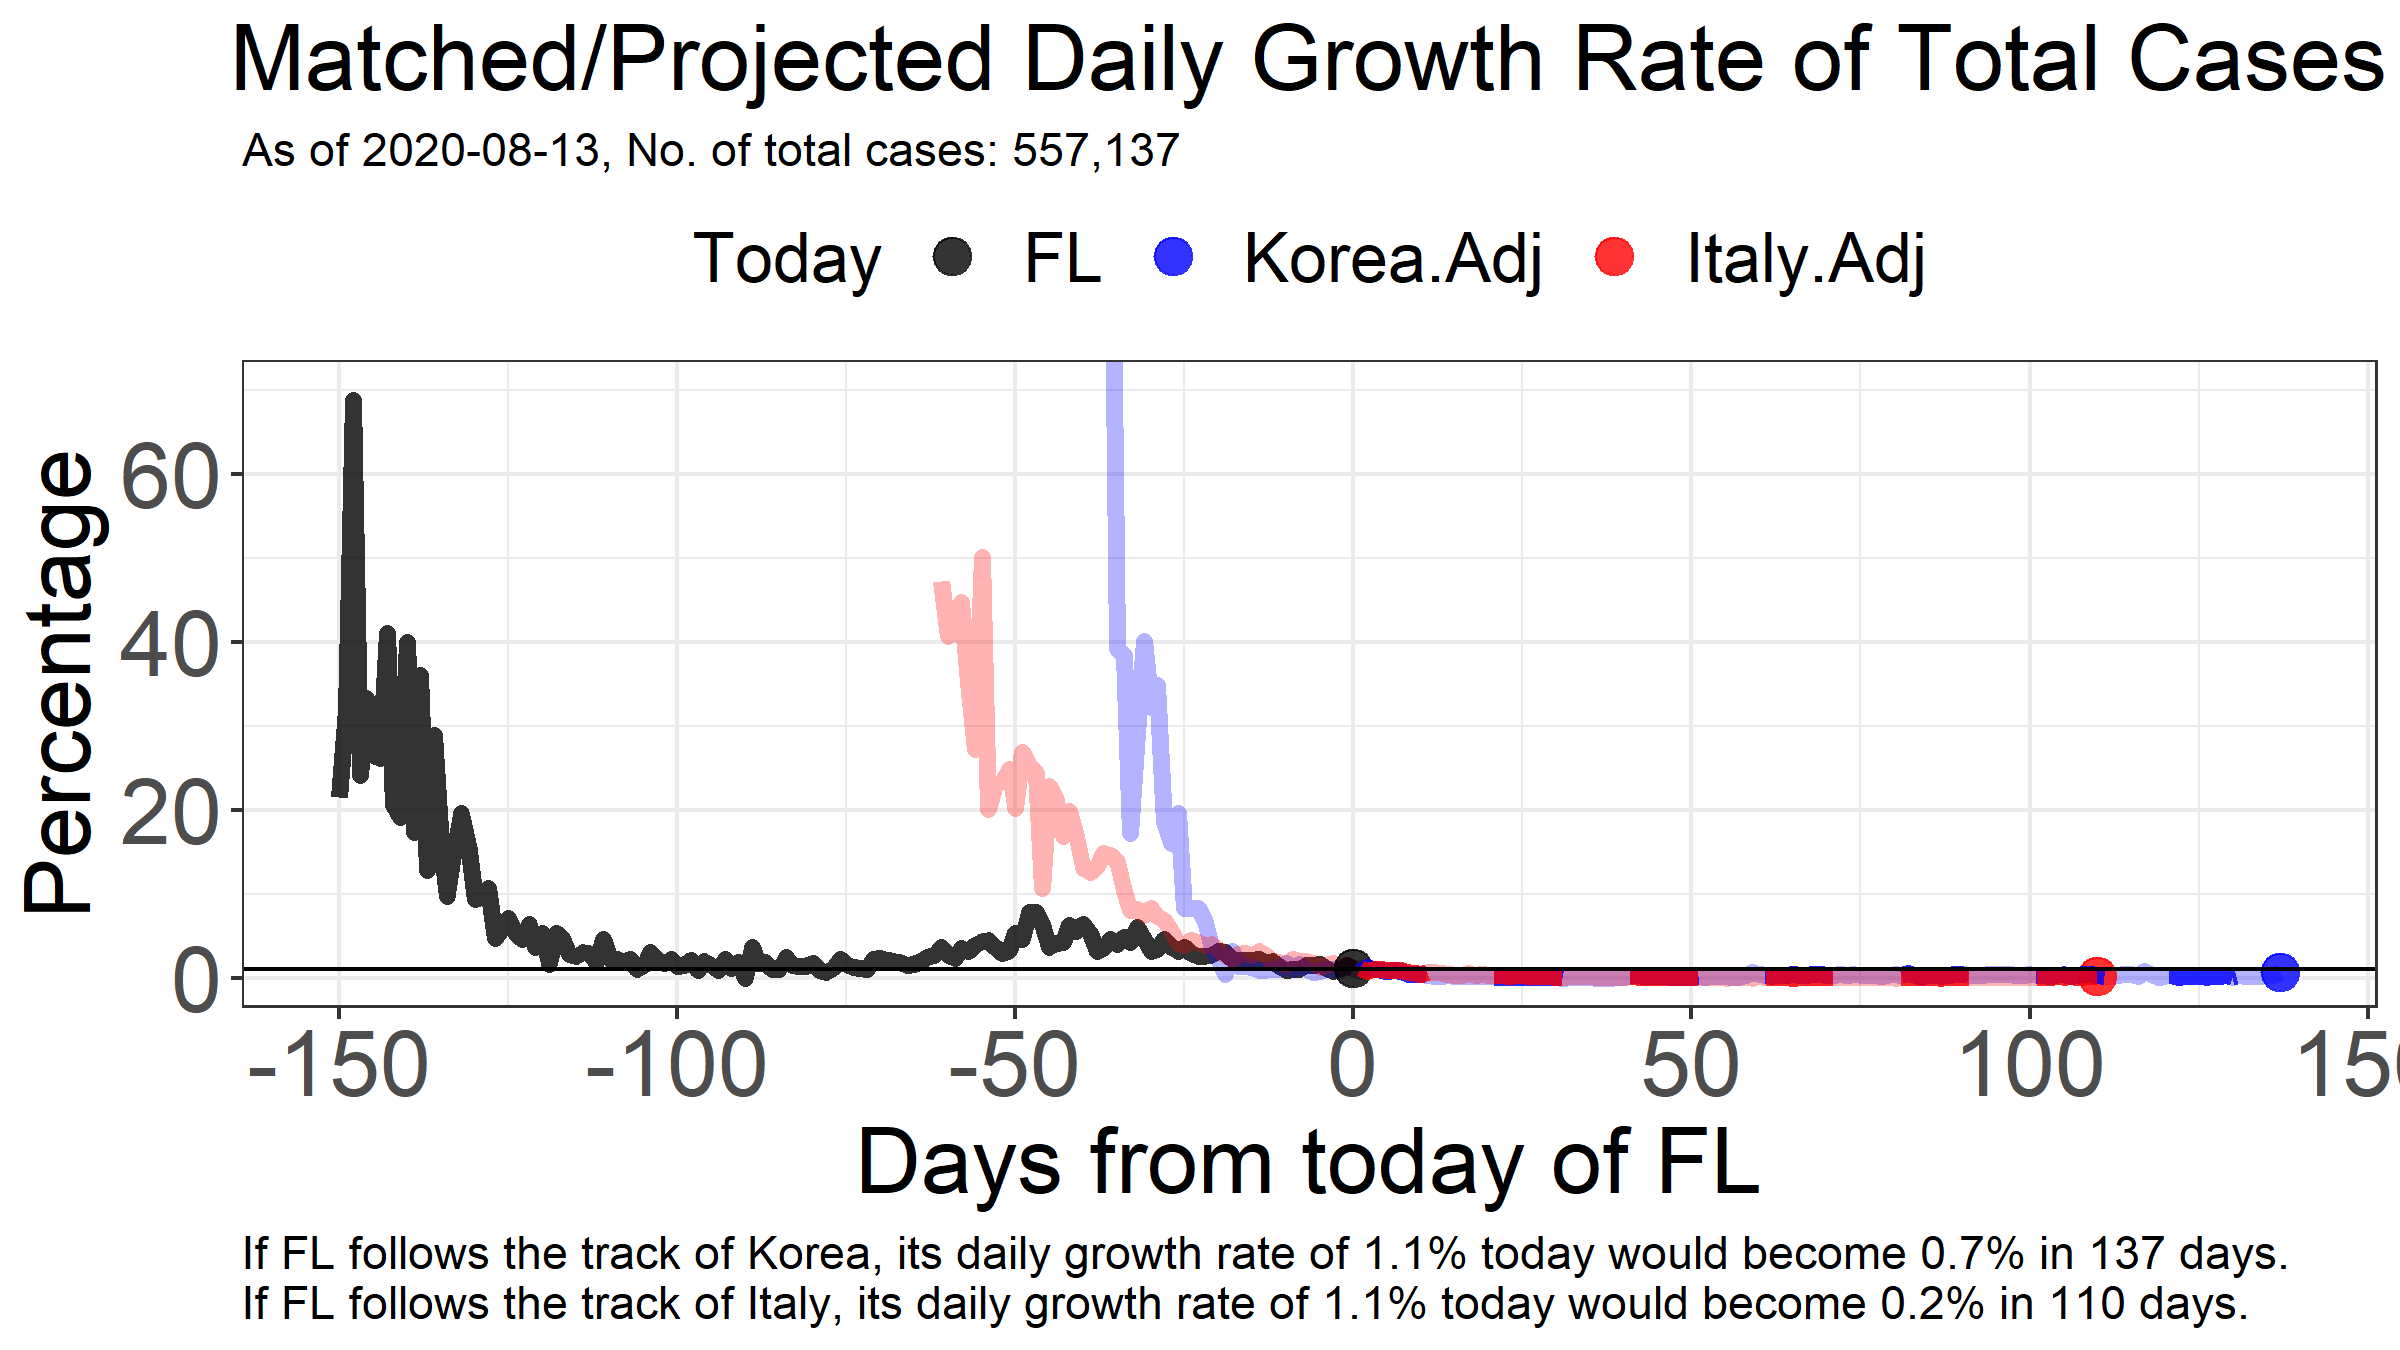 Matched/Projected Daily Growth Rate of Total Cases
As of 2020-08-13, No. of total cases: 557,137
Today FL Korea.Adj Italy.Adj
Percentage
60
40
20
0
-150 -100 -50 0 50 100 150
Days from today of FL
If FL follows the track of Korea, its daily growth rate of 1.1% today would become 0.7% in 137 days.
If FL follows the track of Italy, its daily growth rate of 1.1% today would become 0.2% in 110 days.